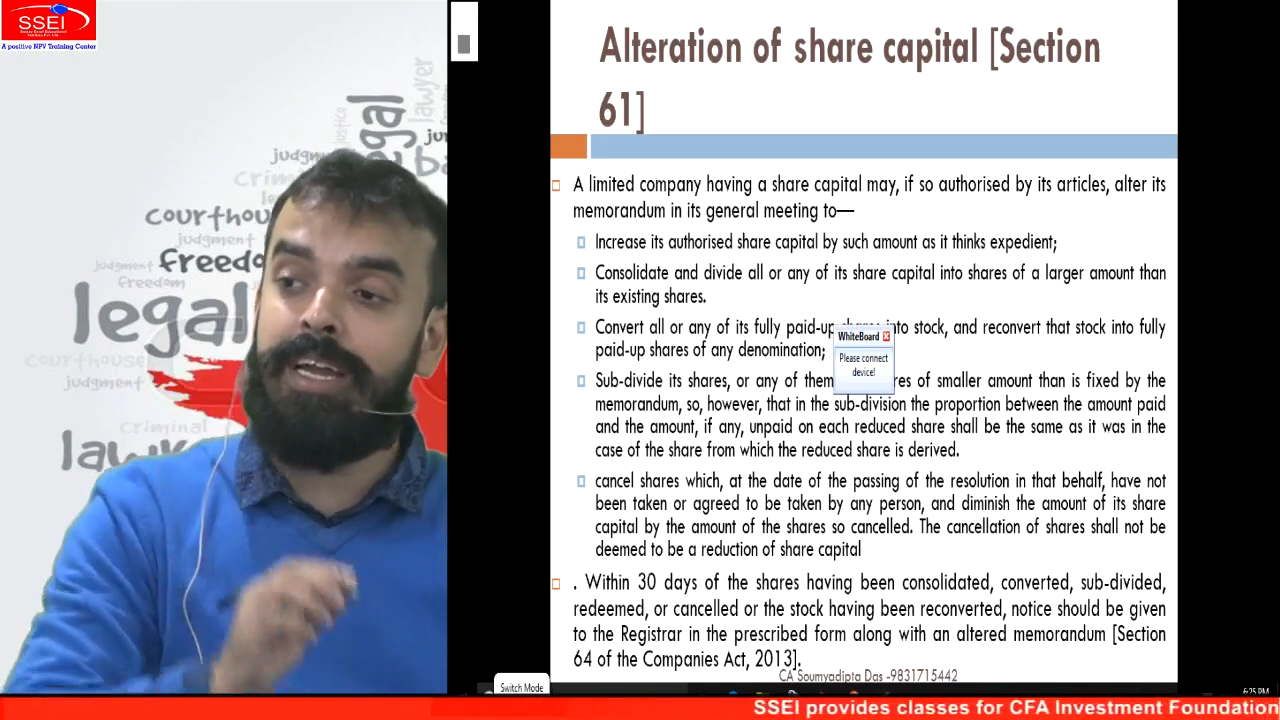 SSEI
A positive NPV Training Center
legal
lawyer
justice
judgment
Criminal
courthou
judgment
judgment
freedom
freedo
legal
courthouse
judgment
Criminal
Alteration of share capital [Section
61]
A limited company having a share capital may, if so authorised by its articles, alter its
memorandum in its general meeting to—
Increase its authorised share capital by such amount as it thinks expedient;
Consolidate and divide all or any of its share capital into shares of a larger amount than
its existing shares.
Convert all or any of its fully paid-up shares into stock, and reconvert that stock into fully
paid-up shares of any denomination;
WhiteBoard
Please connect
device!
Sub-divide its shares, or any of them res of smaller amount than is fixed by the
memorandum, so, however, that in the sub-division the proportion between the amount paid
and the amount, if any, unpaid on each reduced share shall be the same as it was in the
case of the share from which the reduced share is derived.
cancel shares which, at the date of the passing of the resolution in that behalf, have not
been taken or agreed to be taken by any person, and diminish the amount of its share
capital by the amount of the shares so cancelled. The cancellation of shares shall not be
deemed to be a reduction of share capital
. Within 30 days of the shares having been consolidated, converted, sub-divided,
redeemed, or cancelled or the stock having been reconverted, notice should be given
to the Registrar in the prescribed form along with an altered memorandum [Section
64 of the Companies Act, 2013].
CA Soumyadipta Das -9831715442
Switch Mode
6:25 PM
SSEI provides classes for CFA Investment Foundation